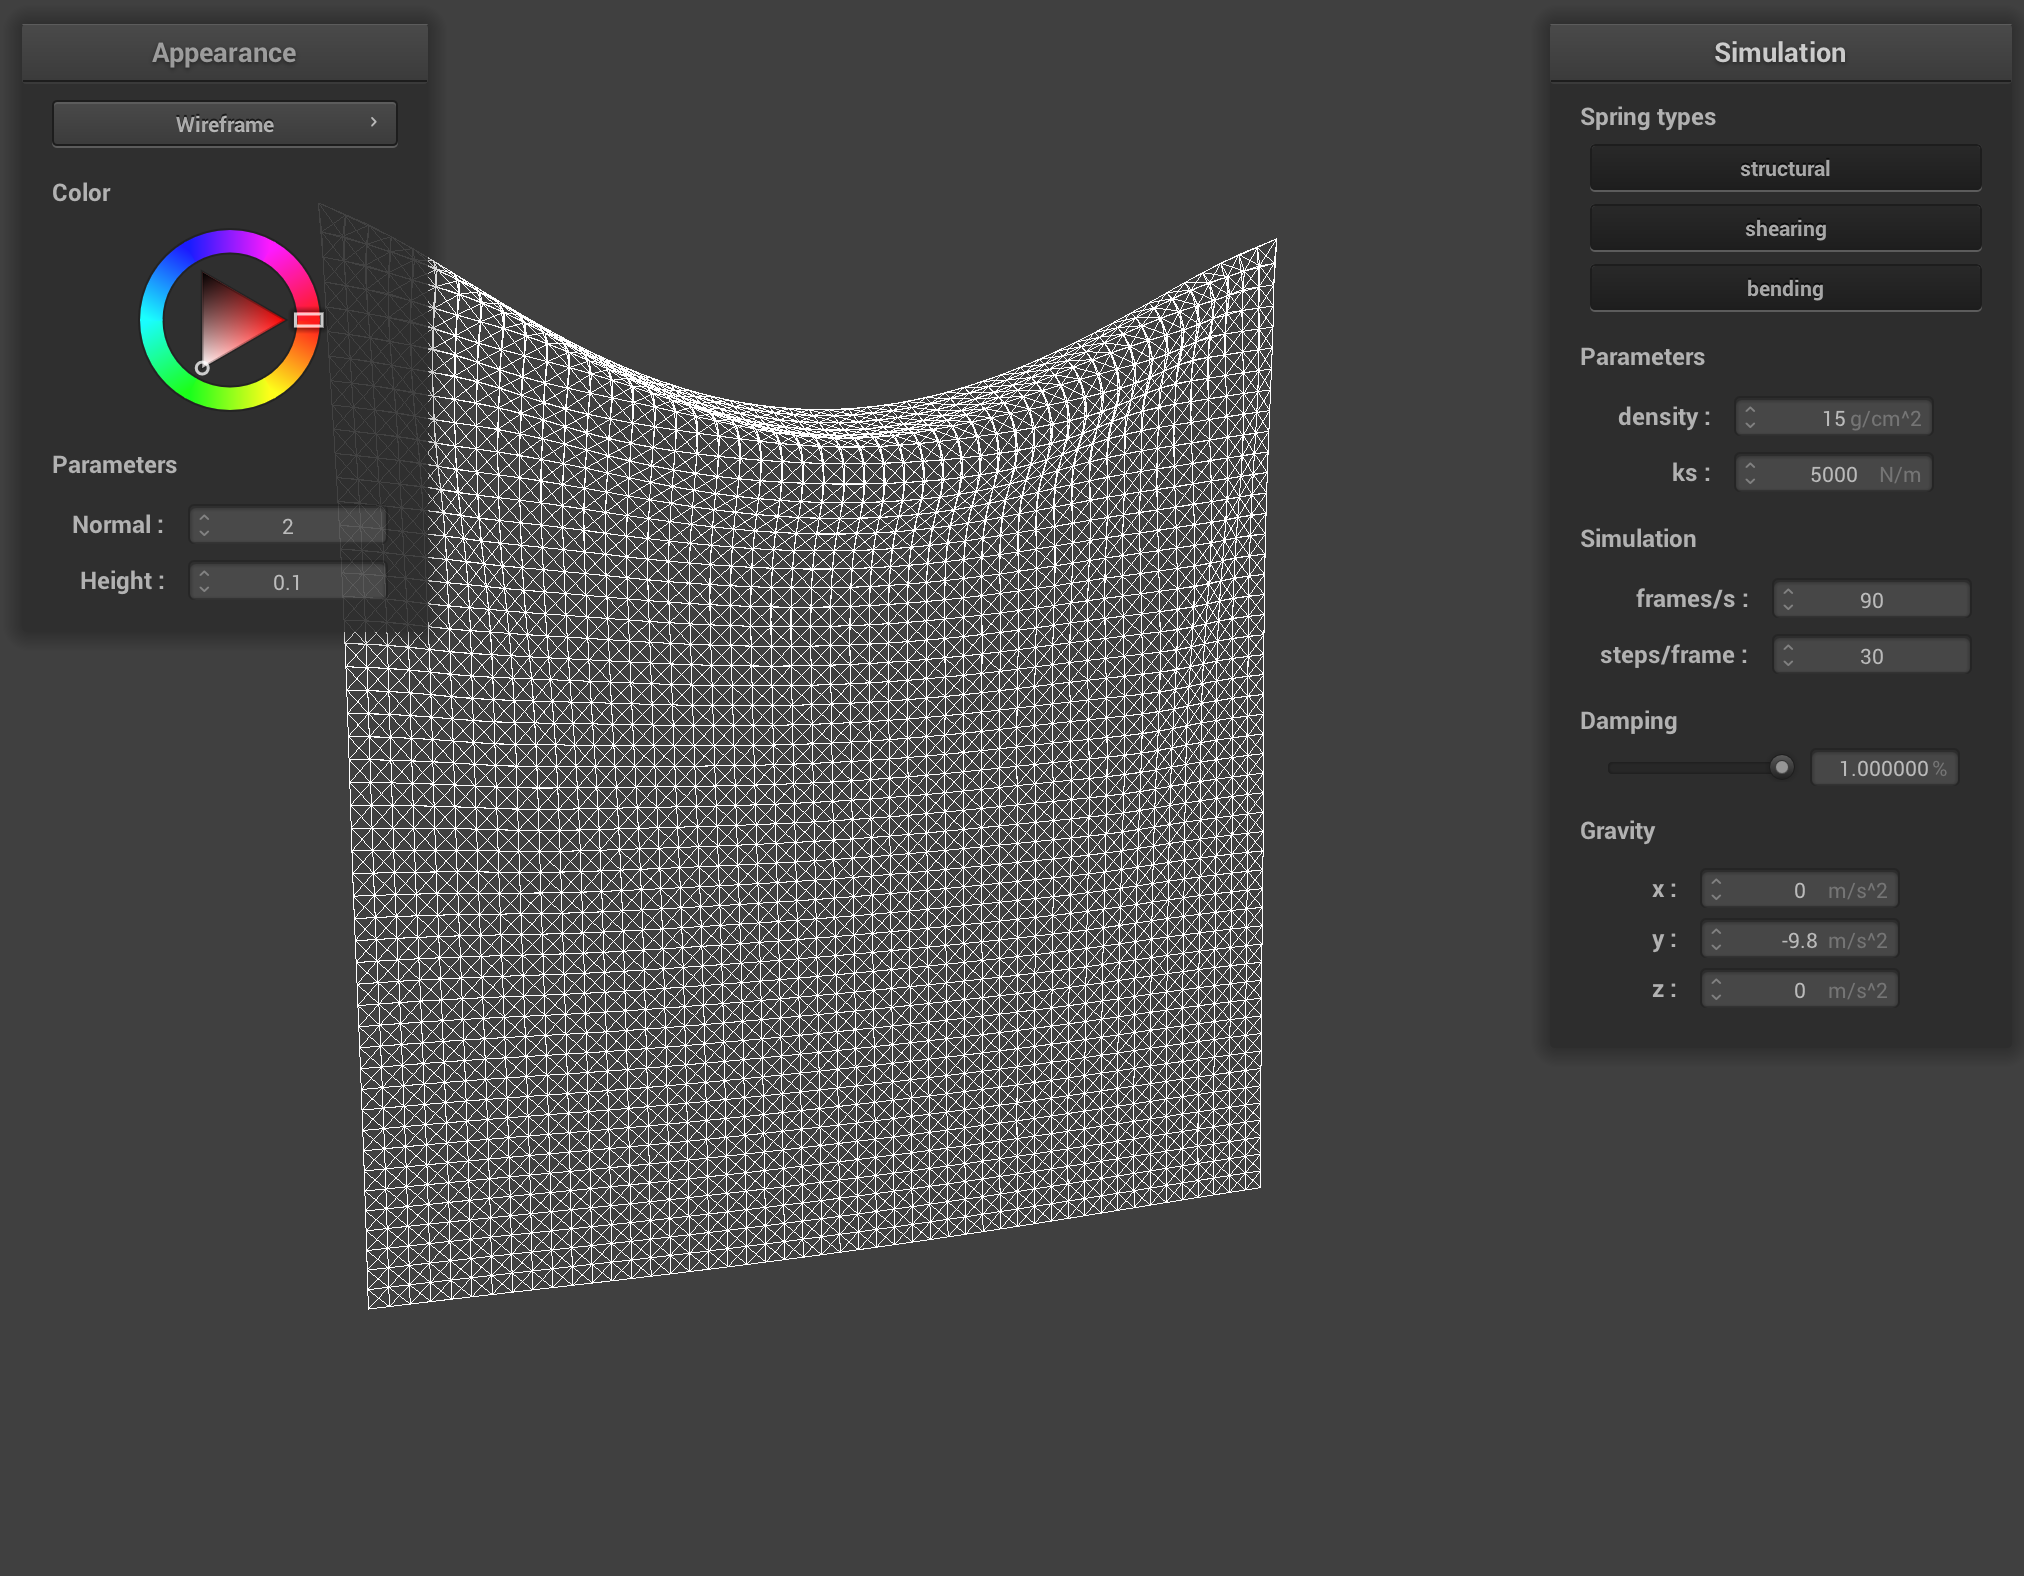 Appearance
Wireframe
Color
Parameters
Normal : 2
Height : 0.1
Simulation
Spring types
structural
shearing
bending
Parameters
density : 15 g/cm^2
ks : 5000 N/m
Simulation
frames/s : 90
steps/frame : 30
Damping
1.000000 %
Gravity
x : 0 m/s^2
y : -9.8 m/s^2
z : 0 m/s^2